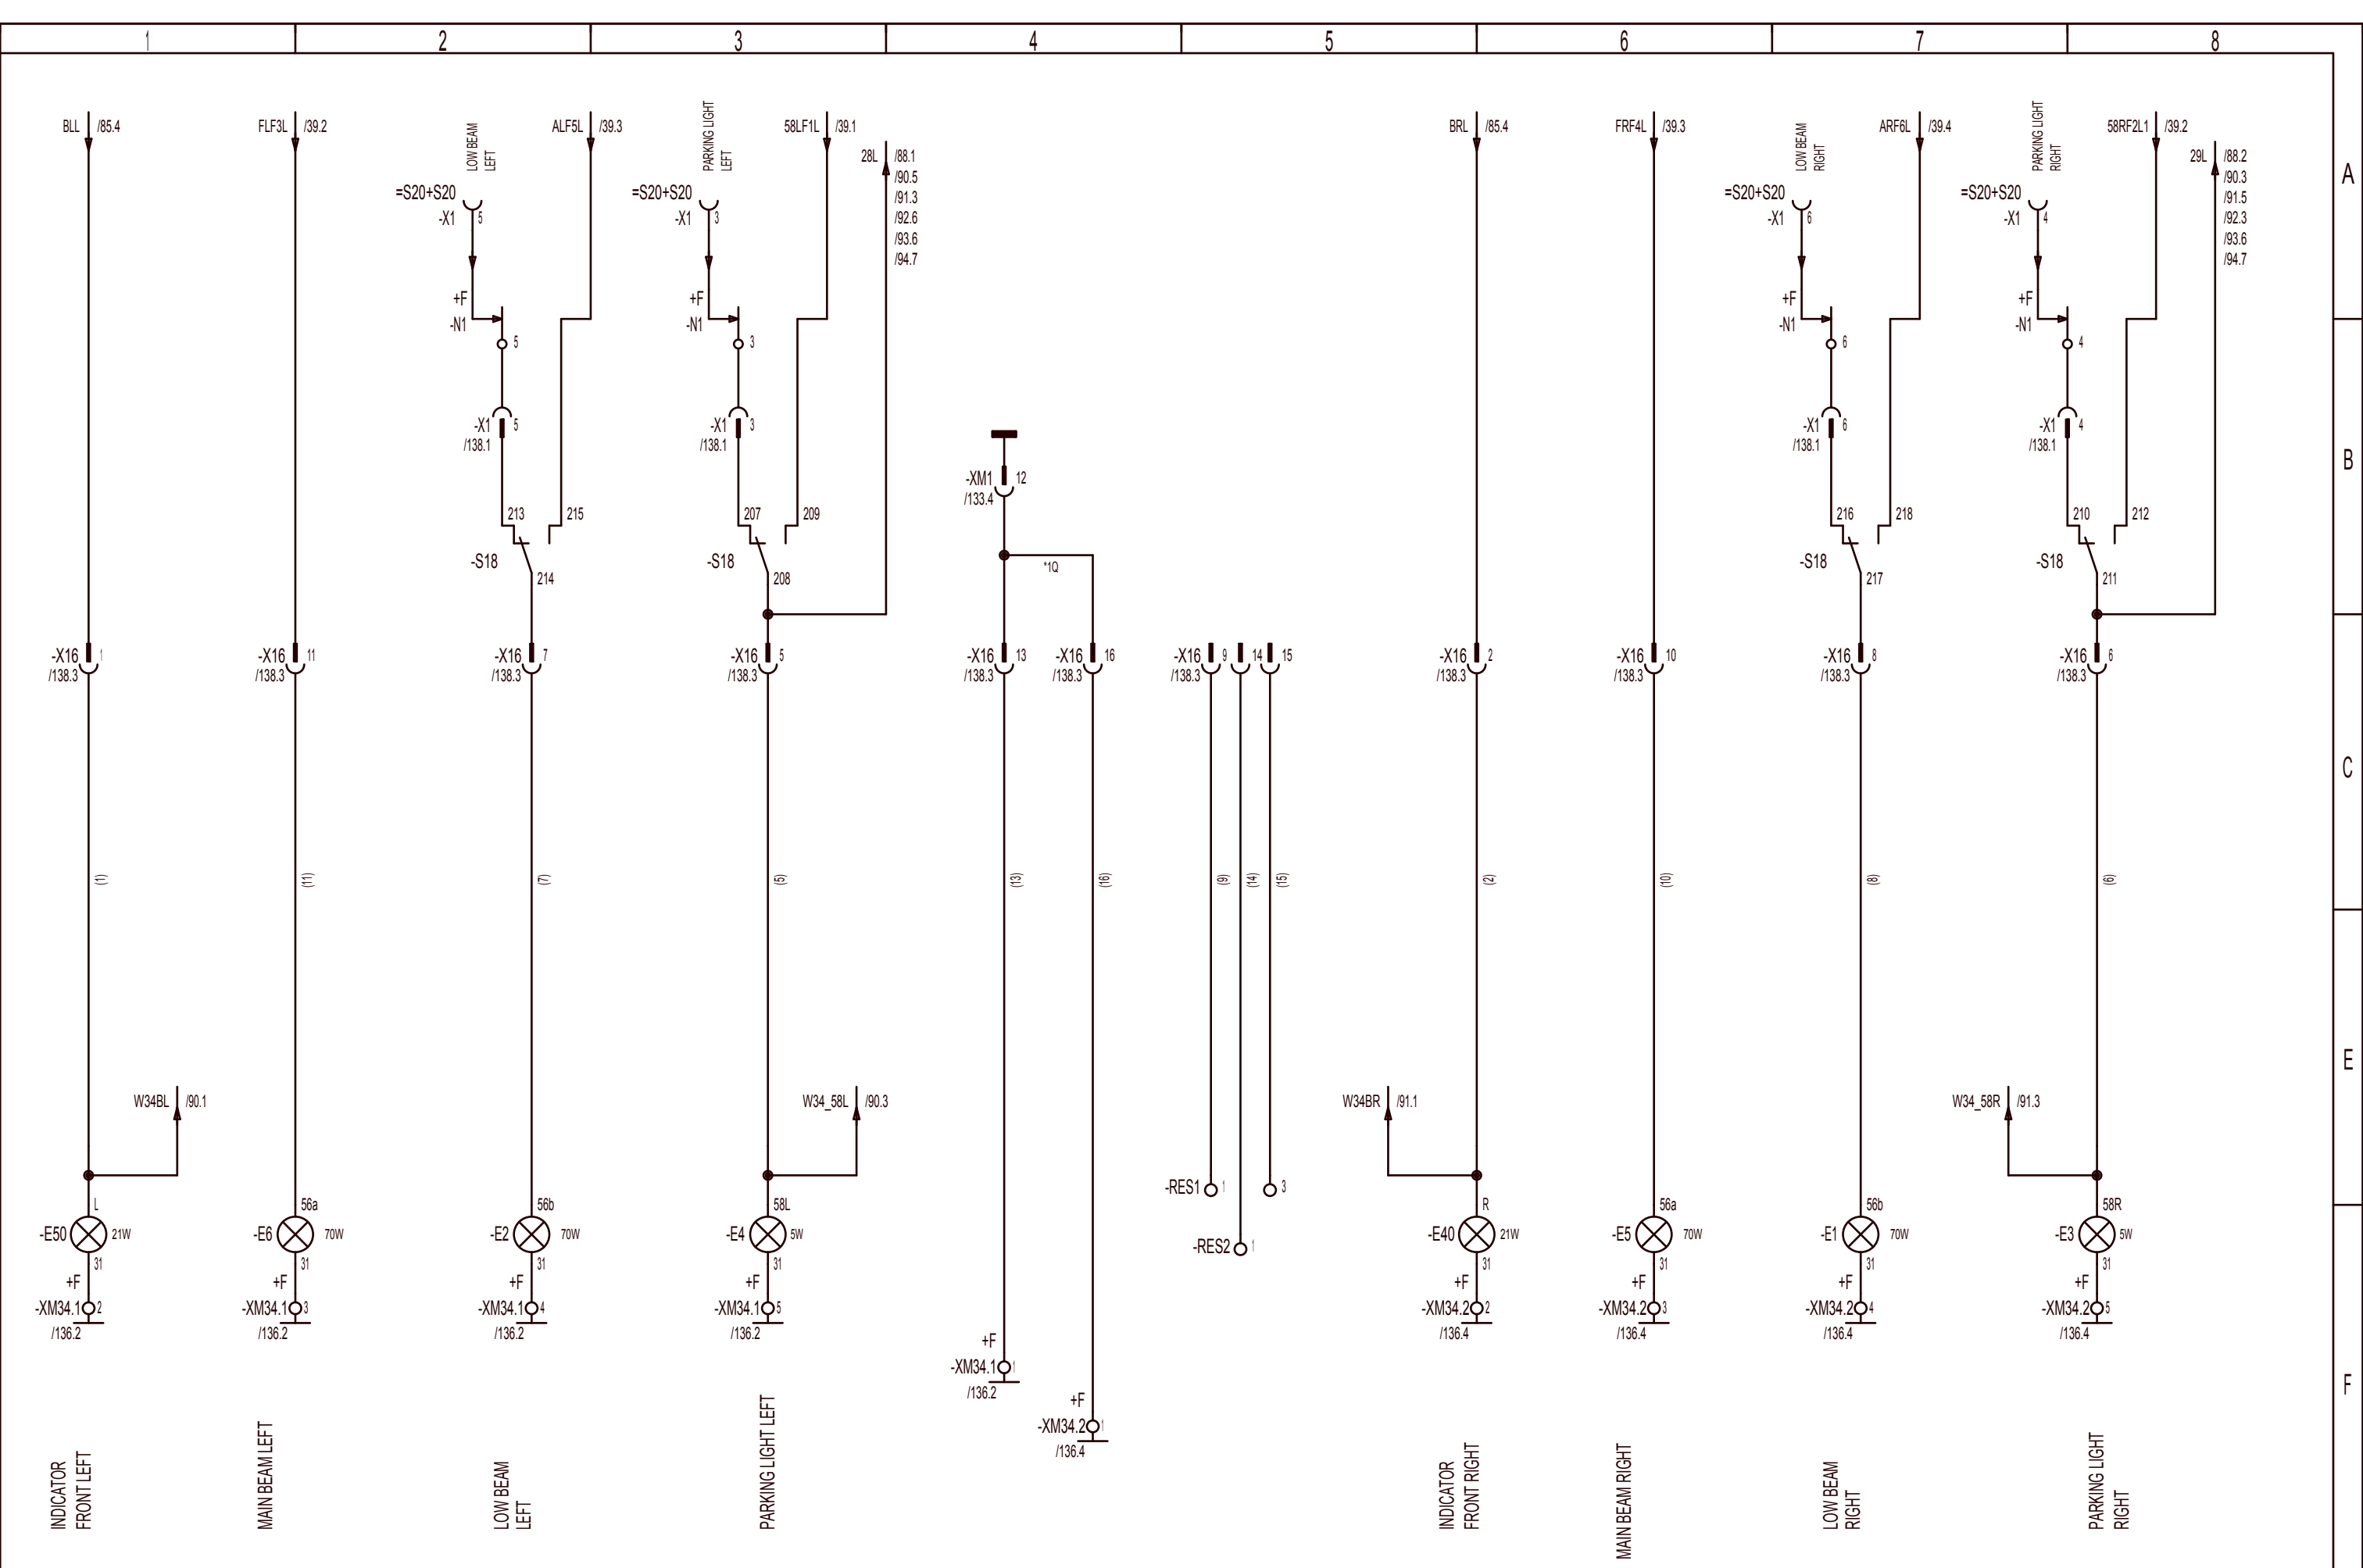 1 2 3 4 5 6 7 8
BLL /85.4
FLF3L /39.2
LOW BEAM
LEFT
ALF5L /39.3
PARKING LIGHT
LEFT
58LF1L /39.1
28L /88.1
/90.5
/91.3
/92.6
/93.6
/94.7
BRL /85.4
FRF4L /39.3
LOW BEAM
RIGHT
ARF6L /39.4
PARKING LIGHT
RIGHT
58RF2L1 /39.2
29L /88.2
/90.3
/91.5
/92.3
/93.6
/94.7
A
=S20+S20 =S20+S20 =S20+S20 =S20+S20
-X1 5 -X1 3 -X1 6 -X1 4
+F +F +F +F
-N1 -N1 -N1 -N1
5 3 6 4
-X1 5 -X1 3 -X1 6 -X1 4
/138.1 /138.1 /138.1 /138.1
B
-XM1 12
/133.4
213 215 207 209 216 218 210 212
-S18 -S18 -S18 -S18
*1Q
214 208 217 211
-X16 1 -X16 11 -X16 7 -X16 5 -X16 13 -X16 16 -X16 9 14 15 -X16 2 -X16 10 -X16 8 -X16 6
/138.3 /138.3 /138.3 /138.3 /138.3 /138.3 /138.3 /138.3 /138.3 /138.3 /138.3
C
(1) (11) (7) (5) (13) (16) (9) (14) (15) (2) (10) (8) (6)
E
W34BL /90.1 W34_58L /90.3 W34BR /91.1 W34_58R /91.3
-RES1 1 3
L 56a 56b 58L R 56a 56b 58R
-E50 21W -E6 70W -E2 70W -E4 5W -E40 21W -E5 70W -E1 70W -E3 5W
-RES2 1
31 31 31 31 31 31 31 31
+F +F +F +F +F +F +F +F
-XM34.1 2 -XM34.1 3 -XM34.1 4 -XM34.1 5 -XM34.2 2 -XM34.2 3 -XM34.2 4 -XM34.2 5
/136.2 /136.2 /136.2 /136.2 /136.4 /136.4 /136.4 /136.4
+F
-XM34.1 1
/136.2
+F
-XM34.2 1
/136.4
F
INDICATOR
FRONT LEFT
MAIN BEAM LEFT
LOW BEAM
LEFT
PARKING LIGHT LEFT
INDICATOR
FRONT RIGHT
MAIN BEAM RIGHT
LOW BEAM
RIGHT
PARKING LIGHT
RIGHT